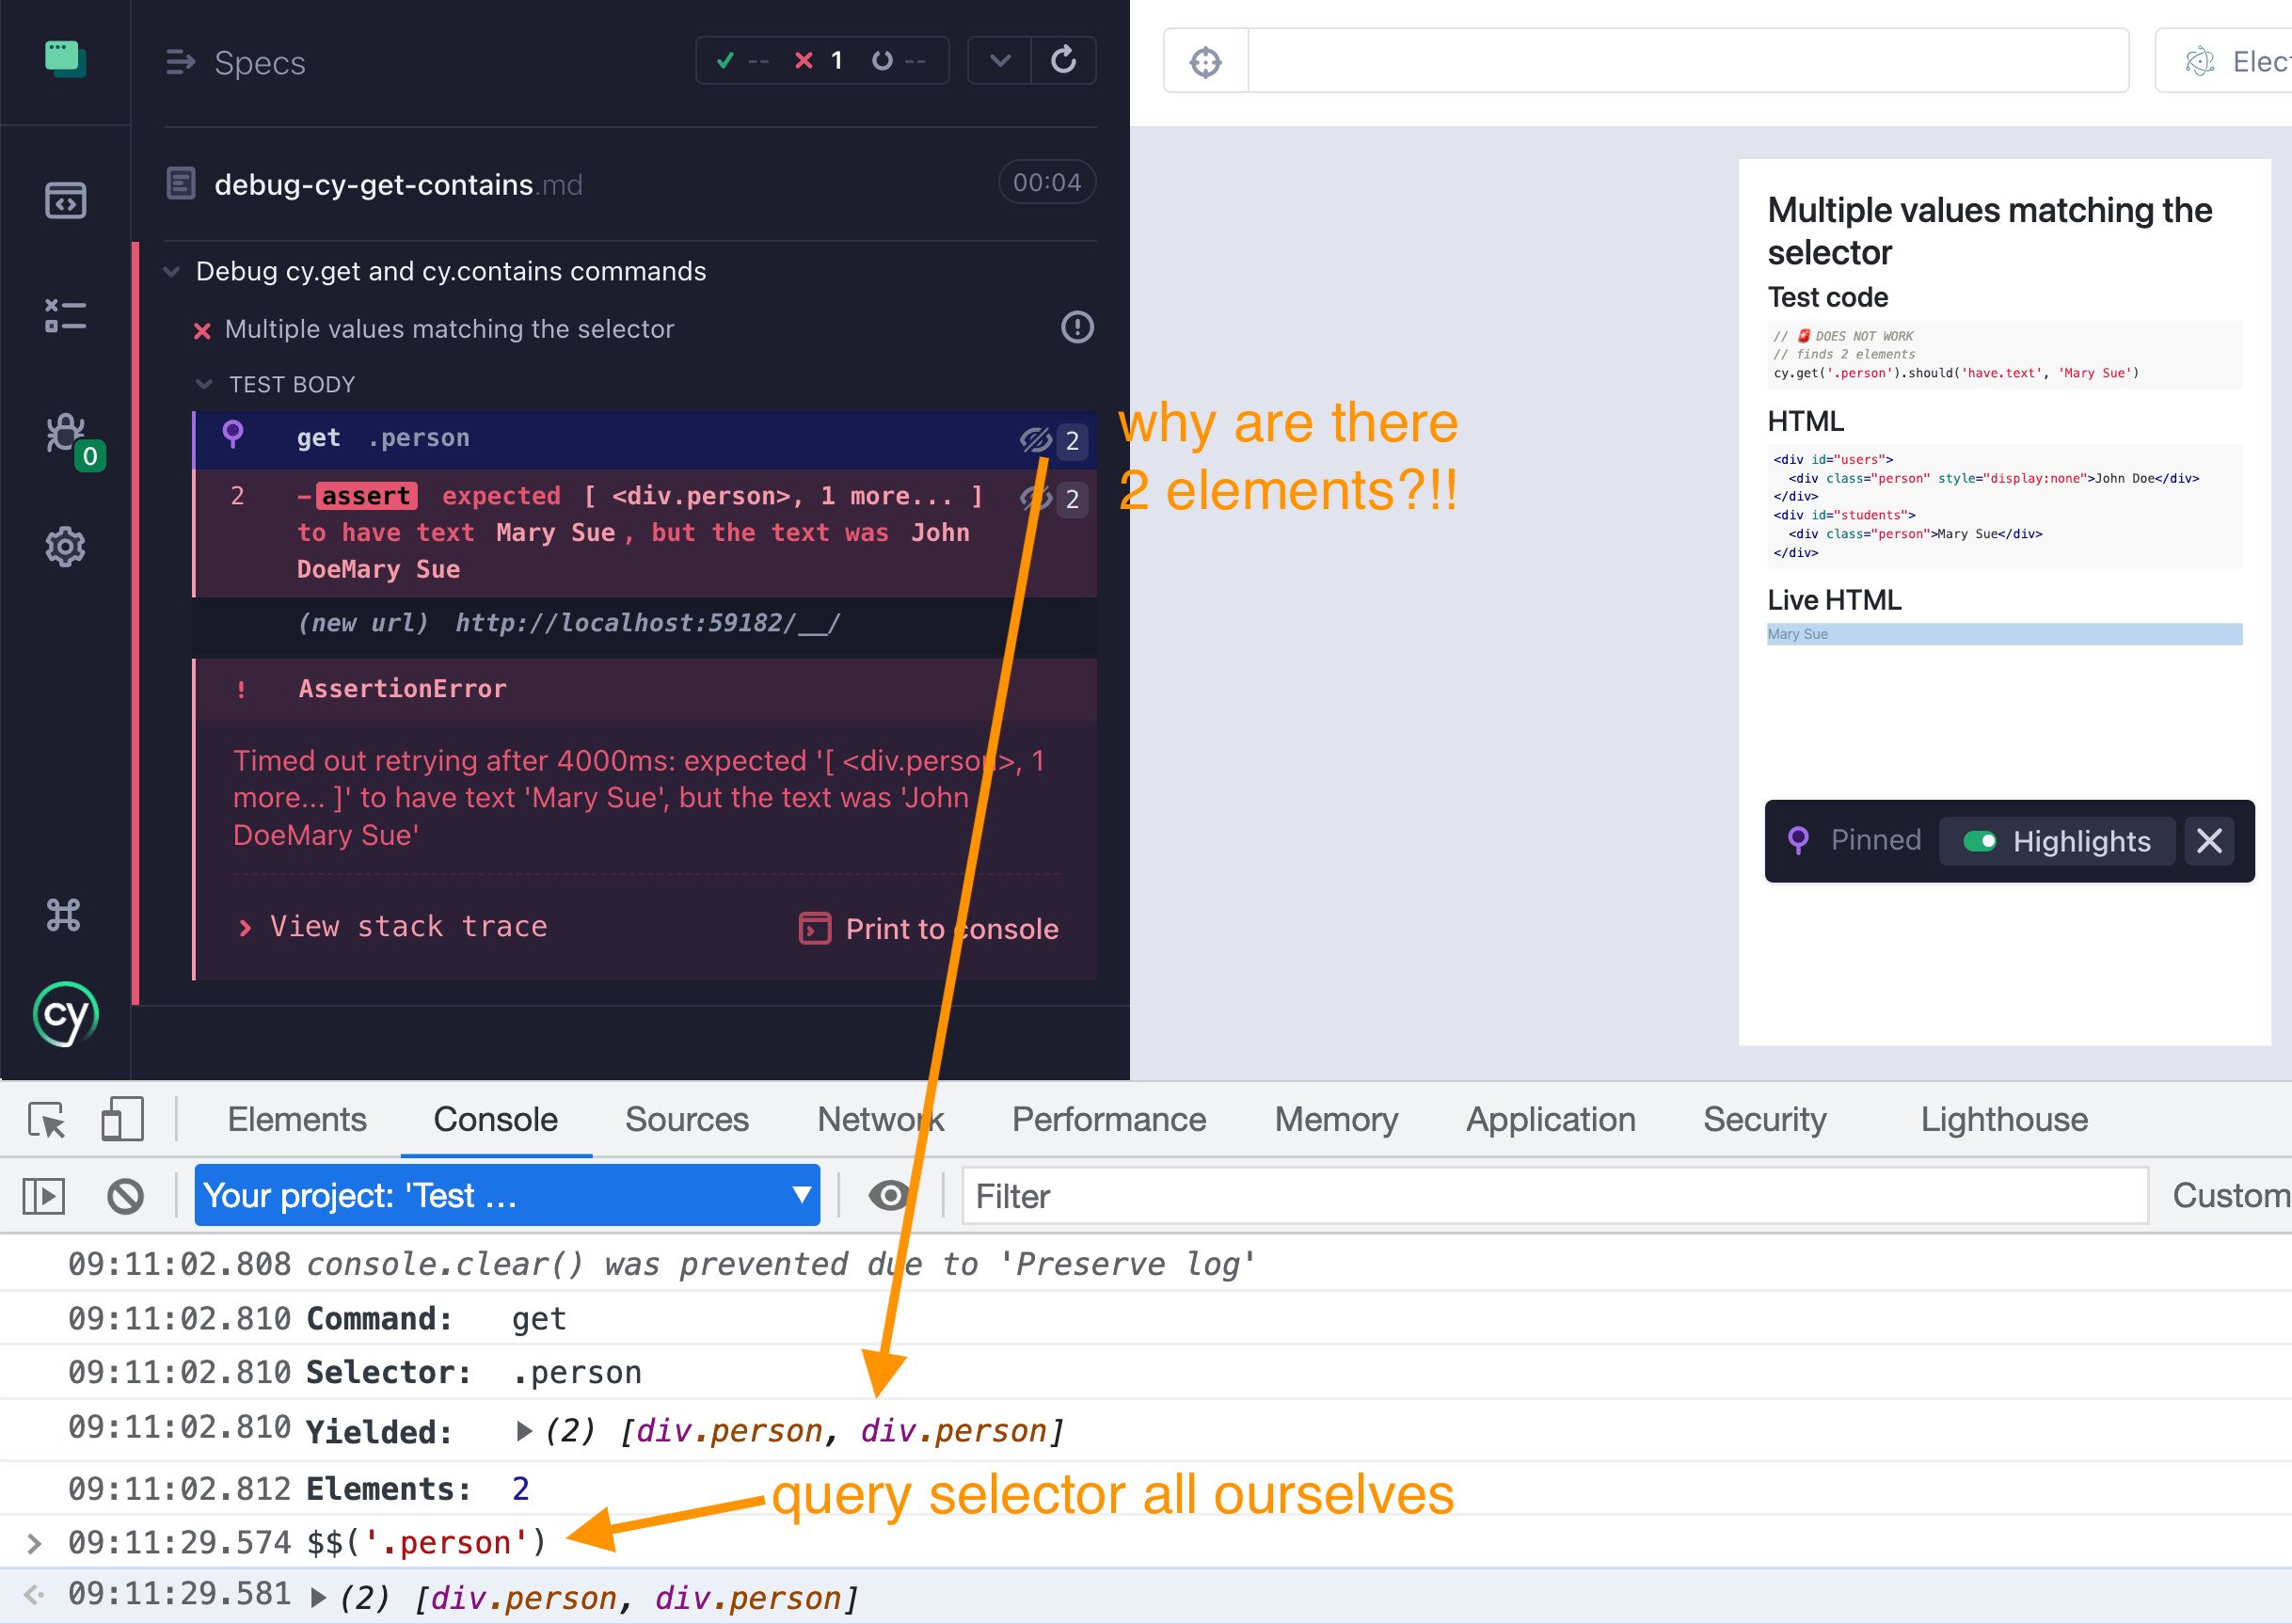 Specs
-- 1 --
debug-cy-get-contains.md
00:04
Debug cy.get and cy.contains commands
Multiple values matching the selector
TEST BODY
get .person
2
2 –assert expected [ <div.person>, 1 more... ]
2
to have text Mary Sue, but the text was John
DoeMary Sue
(new url) http://localhost:59182/__/
! AssertionError
Timed out retrying after 4000ms: expected '[ <div.person>, 1
more... ]' to have text 'Mary Sue', but the text was 'John
DoeMary Sue'
View stack trace
Print to console
0
cy
why are there
2 elements?!!
Elec
Multiple values matching the
selector
Test code
// 🚨 DOES NOT WORK
// finds 2 elements
cy.get('.person').should('have.text', 'Mary Sue')
HTML
<div id="users">
<div class="person" style="display:none">John Doe</div>
</div>
<div id="students">
<div class="person">Mary Sue</div>
</div>
Live HTML
Mary Sue
Pinned
Highlights
Elements Console Sources Network Performance Memory Application Security Lighthouse
Your project: 'Test …
Filter
Custom
09:11:02.808 console.clear() was prevented due to 'Preserve log'
09:11:02.810 Command: get
09:11:02.810 Selector: .person
09:11:02.810 Yielded: ▶ (2) [div.person, div.person]
09:11:02.812 Elements: 2
query selector all ourselves
> 09:11:29.574 $$('.person')
09:11:29.581 ▶ (2) [div.person, div.person]